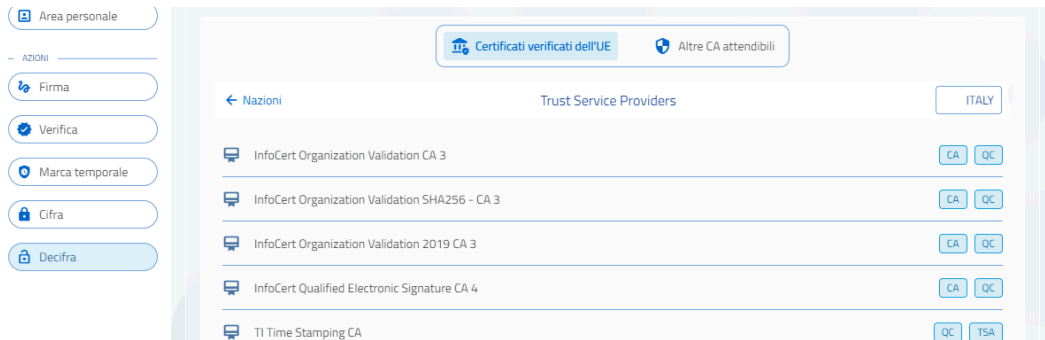 Area personale
AZIONI
Firma
Verifica
Marca temporale
Cifra
Decifra
Certificati verificati dell'UE
Altre CA attendibili
Nazioni
Trust Service Providers
ITALY
InfoCert Organization Validation CA 3
CA QC
InfoCert Organization Validation SHA256 - CA 3
CA QC
InfoCert Organization Validation 2019 CA 3
CA QC
InfoCert Qualified Electronic Signature CA 4
CA QC
TI Time Stamping CA
QC TSA